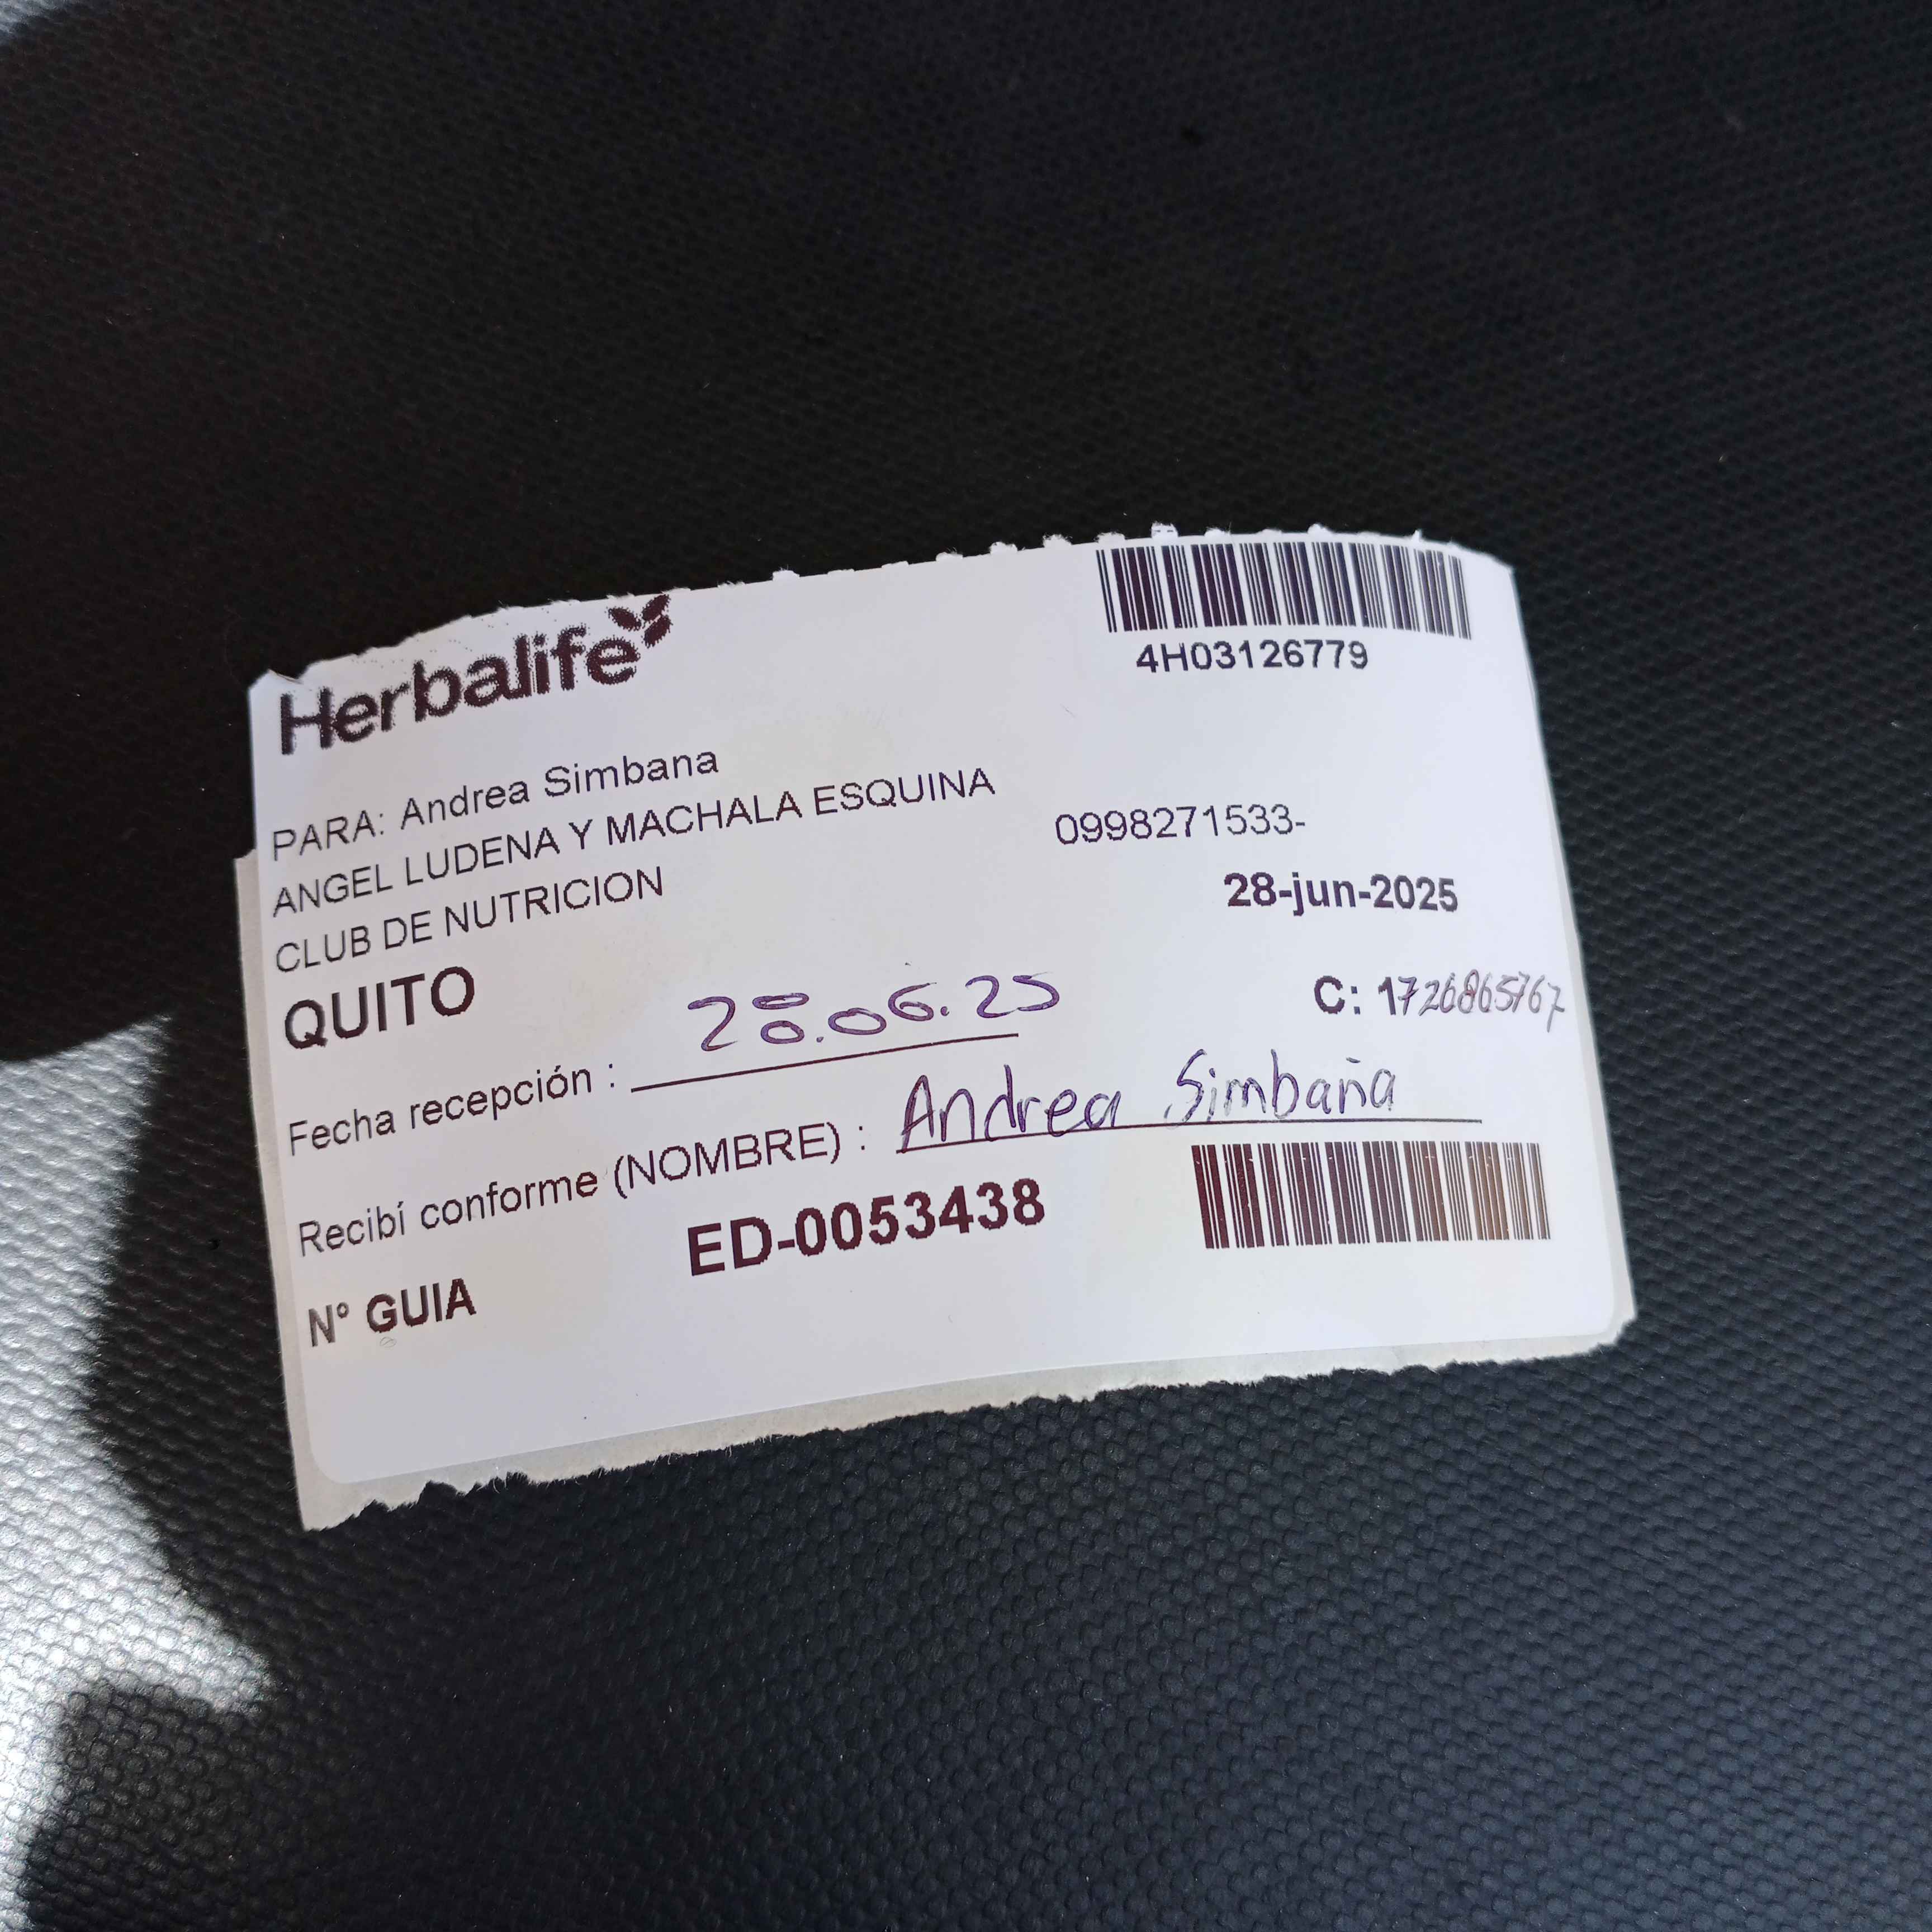 Herbalife
4H03126779
PARA: Andrea Simbana
ANGEL LUDENA Y MACHALA ESQUINA
0998271533-
CLUB DE NUTRICION
28-jun-2025
QUITO
C: 1726865767
Fecha recepción : 28.06.25
Recibí conforme (NOMBRE) : Andrea Simbaña
Nº GUIA ED-0053438